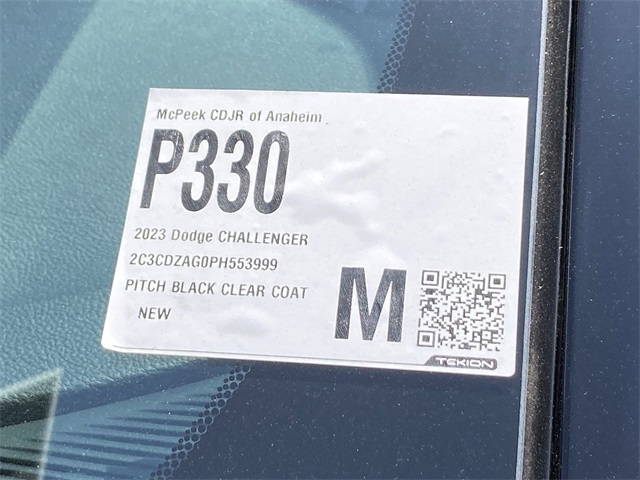 McPeek CDJR of Anaheim
P330
2023 Dodge CHALLENGER
2C3CDZAG0PH553999
PITCH BLACK CLEAR COAT
NEW
M
TEKION